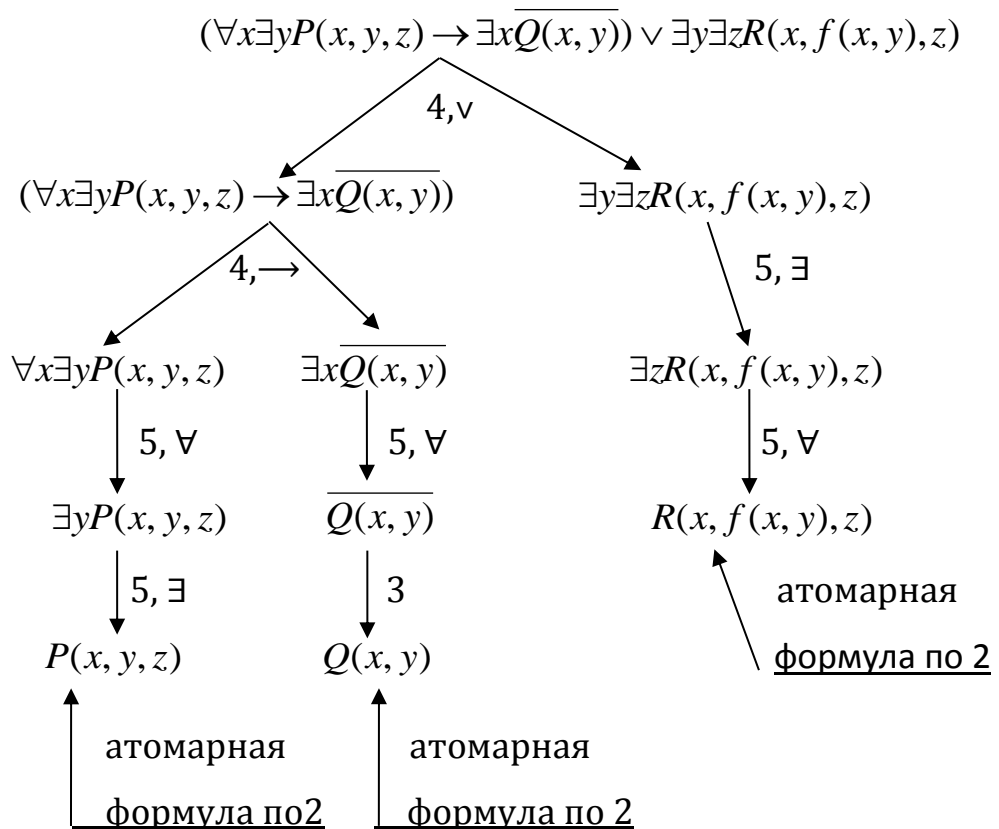 (∀x∃yP(x, y, z) → ∃x\overline{Q(x, y)}) ∨ ∃y∃zR(x, f(x, y), z)
4,∨
(∀x∃yP(x, y, z) → ∃x\overline{Q(x, y)}) ∃y∃zR(x, f(x, y), z)
4,→ 5, ∃
∀x∃yP(x, y, z) ∃x\overline{Q(x, y)} ∃zR(x, f(x, y), z)
5, ∀ 5, ∀ 5, ∀
∃yP(x, y, z) \overline{Q(x, y)} R(x, f(x, y), z)
5, ∃ 3 атомарная
P(x, y, z) Q(x, y) формула по 2
атомарная атомарная
формула по2 формула по 2